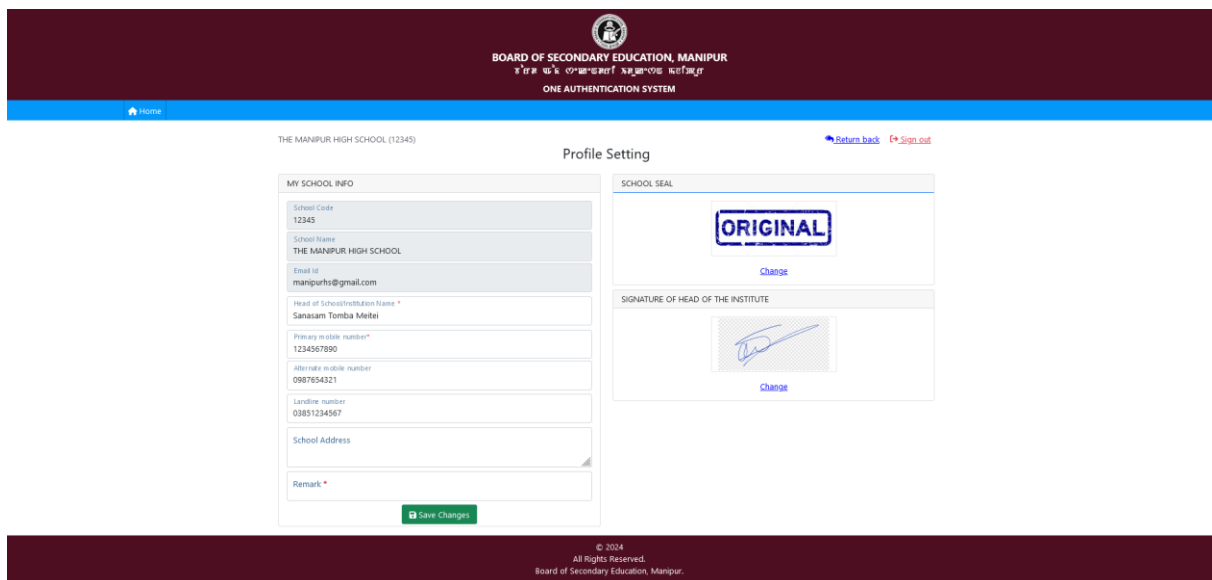 BOARD OF SECONDARY EDUCATION, MANIPUR
ONE AUTHENTICATION SYSTEM
Home
THE MANIPUR HIGH SCHOOL (12345)
Return back Sign out
Profile Setting
MY SCHOOL INFO
School Code
12345
School Name
THE MANIPUR HIGH SCHOOL
Email Id
manipurhs@gmail.com
Head of School/Institution Name *
Sanasam Tomba Meitei
Primary mobile number*
1234567890
Alternate mobile number
0987654321
Landline number
03851234567
School Address
Remark *
Save Changes
SCHOOL SEAL
ORIGINAL
Change
SIGNATURE OF HEAD OF THE INSTITUTE
Change
© 2024
All Rights Reserved.
Board of Secondary Education, Manipur.